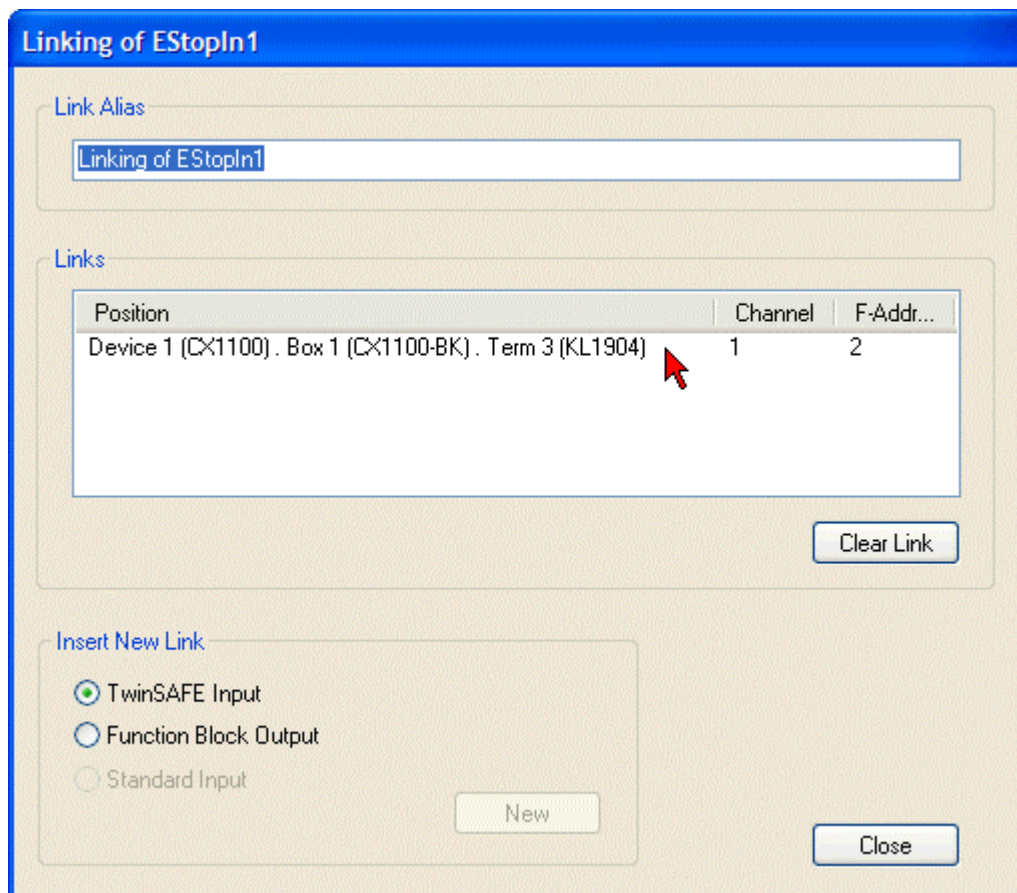 Linking of EStopIn1
Link Alias
Linking of EStopIn1
Links
Position Channel F-Addr...
Device 1 (CX1100) . Box 1 (CX1100-BK) . Term 3 (KL1904) 1 2
Clear Link
Insert New Link
TwinSAFE Input
Function Block Output
Standard Input
New
Close